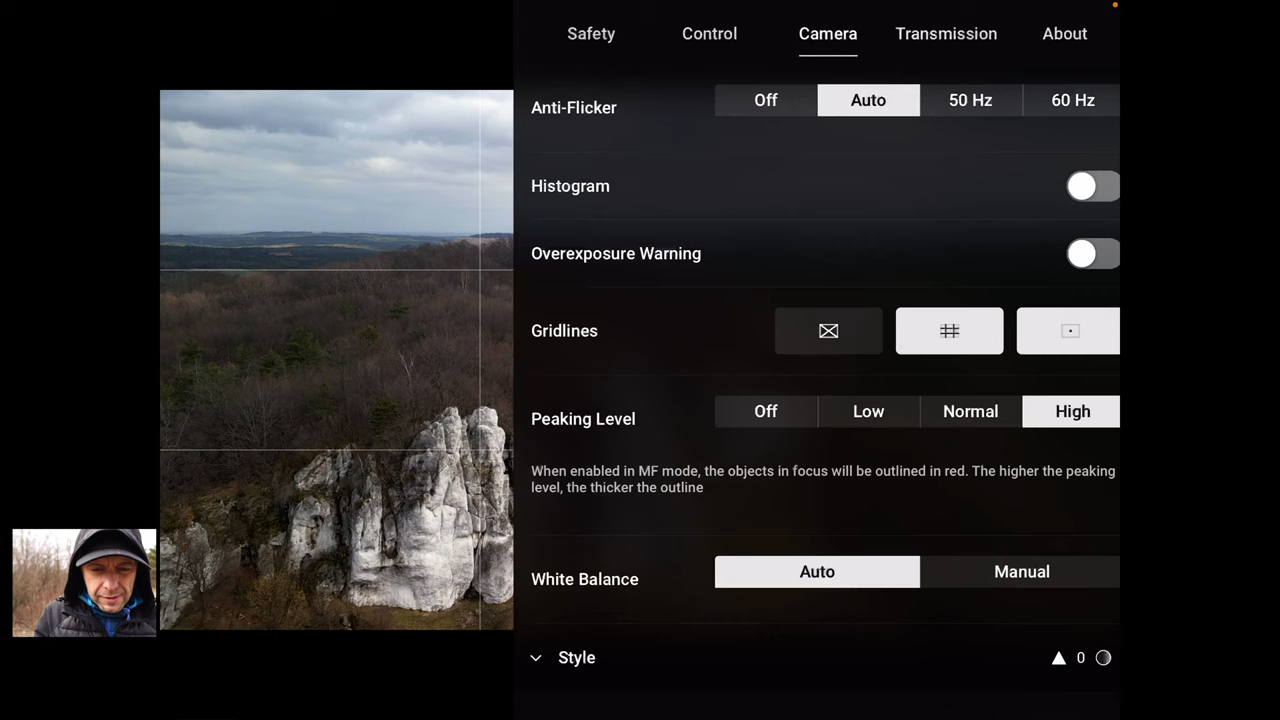 Safety Control Camera Transmission About
Anti-Flicker Off Auto 50 Hz 60 Hz
Histogram
Overexposure Warning
Gridlines
Peaking Level Off Low Normal High
When enabled in MF mode, the objects in focus will be outlined in red. The higher the peaking
level, the thicker the outline
White Balance Auto Manual
Style 0